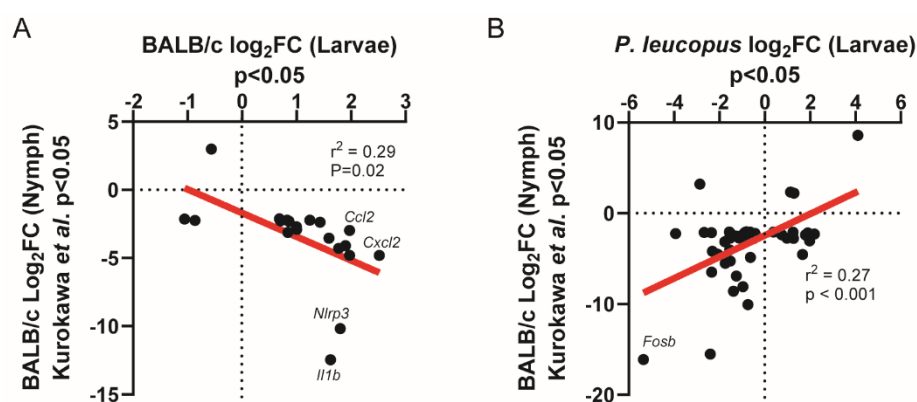 A
BALB/c log₂FC (Larvae)
p<0.05
-2 -1 0 1 2 3
5
0
-5
-10
-15
BALB/c Log₂FC (Nymph)
Kurokawa et al. p<0.05
r² = 0.29
P=0.02
Ccl2
Cxcl2
Nlrp3
Il1b
B
P. leucopus log₂FC (Larvae)
p<0.05
-6 -4 -2 0 2 4 6
10
0
-10
-20
BALB/c Log₂FC (Nymph)
Kurokawa et al. p<0.05
r² = 0.27
p < 0.001
Fosb